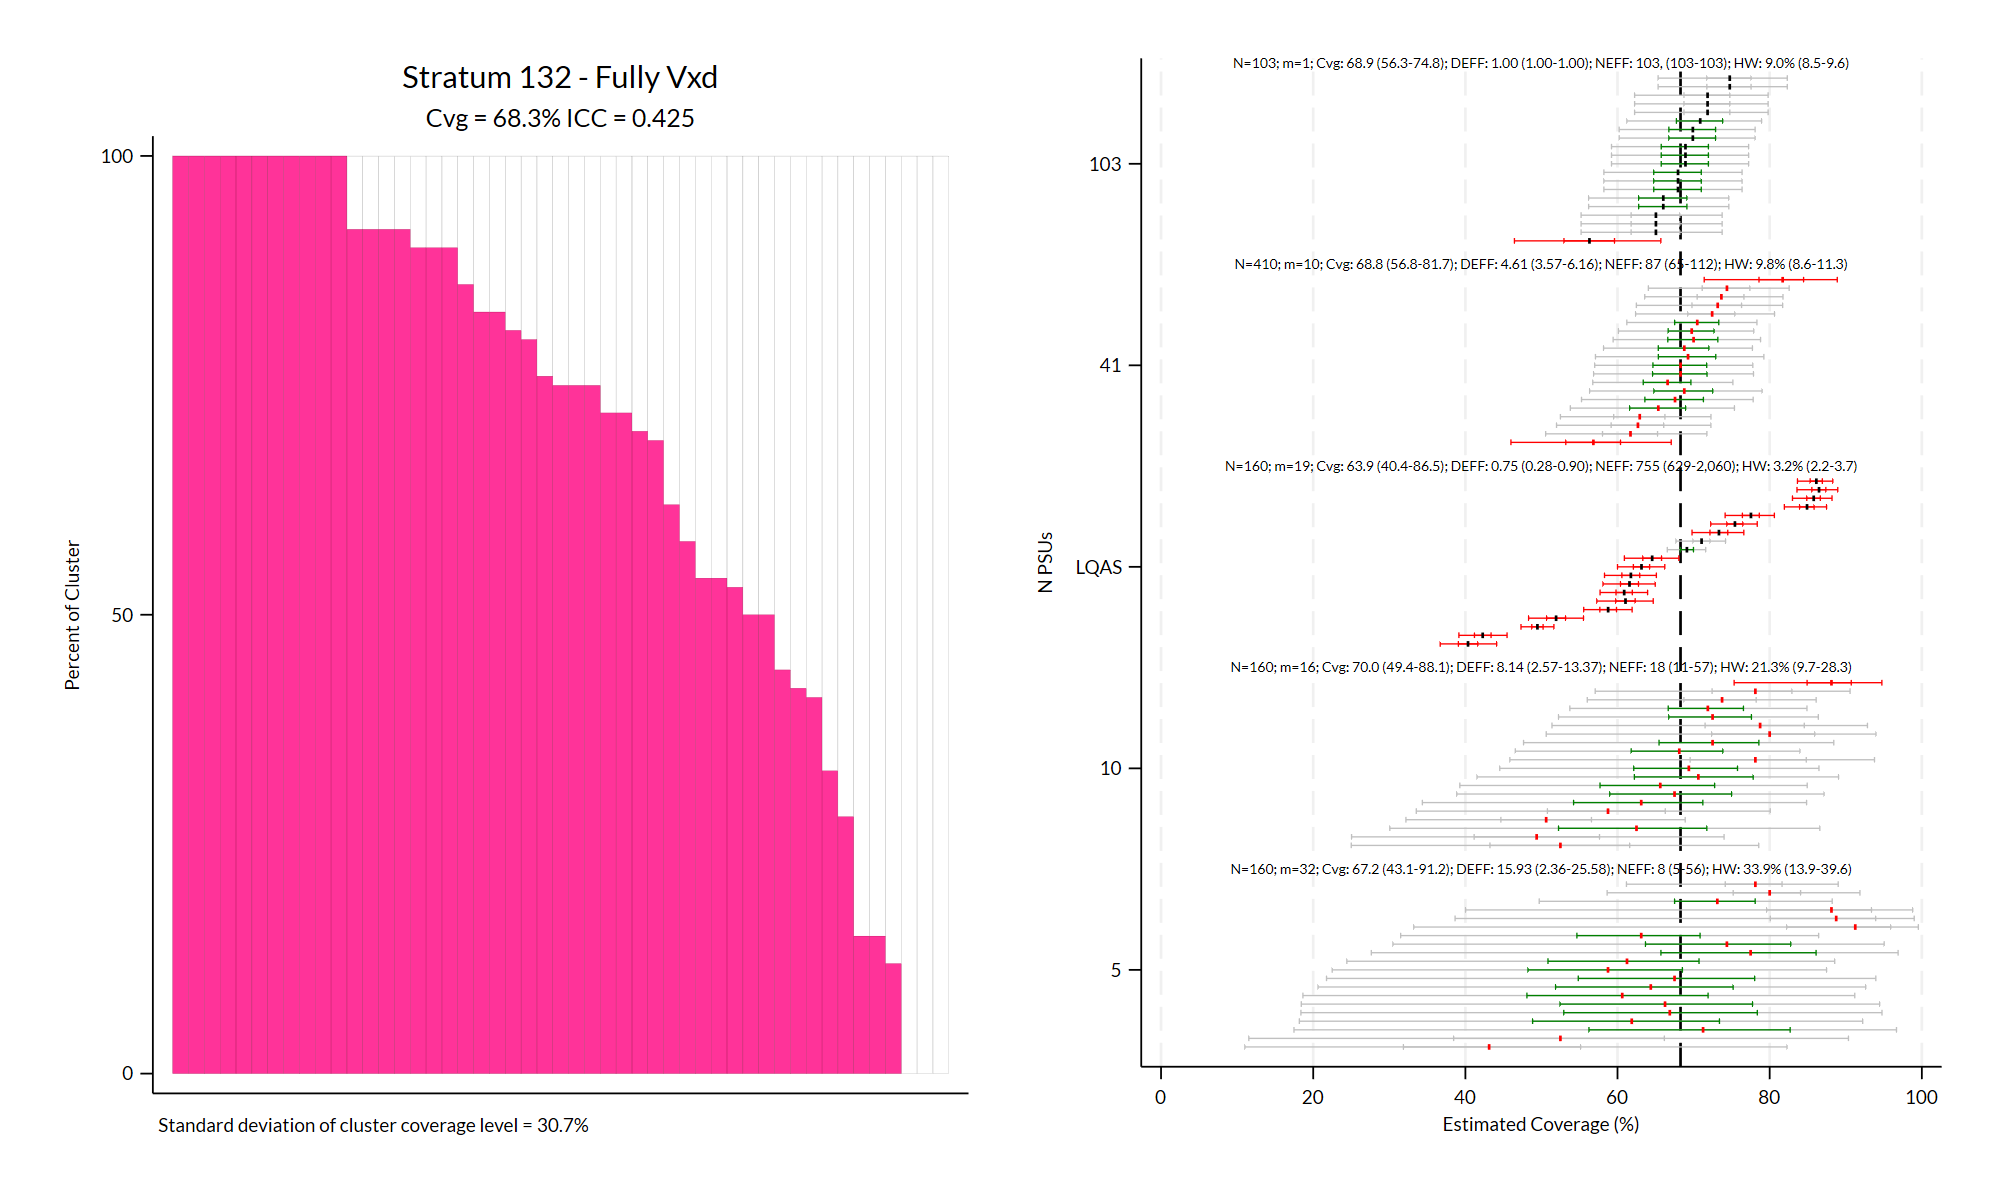 Stratum 132 - Fully Vxd
Cvg = 68.3% ICC = 0.425
100
50
0
Percent of Cluster
Standard deviation of cluster coverage level = 30.7%
N=103; m=1; Cvg: 68.9 (56.3-74.8); DEFF: 1.00 (1.00-1.00); NEFF: 103, (103-103); HW: 9.0% (8.5-9.6)
103
N=410; m=10; Cvg: 68.8 (56.8-81.7); DEFF: 4.61 (3.57-6.16); NEFF: 87 (65-112); HW: 9.8% (8.6-11.3)
41
N=160; m=19; Cvg: 63.9 (40.4-86.5); DEFF: 0.75 (0.28-0.90); NEFF: 755 (629-2,060); HW: 3.2% (2.2-3.7)
LQAS
N=160; m=16; Cvg: 70.0 (49.4-88.1); DEFF: 8.14 (2.57-13.37); NEFF: 18 (11-57); HW: 21.3% (9.7-28.3)
10
N=160; m=32; Cvg: 67.2 (43.1-91.2); DEFF: 15.93 (2.36-25.58); NEFF: 8 (5-56); HW: 33.9% (13.9-39.6)
5
N PSUs
0 20 40 60 80 100
Estimated Coverage (%)